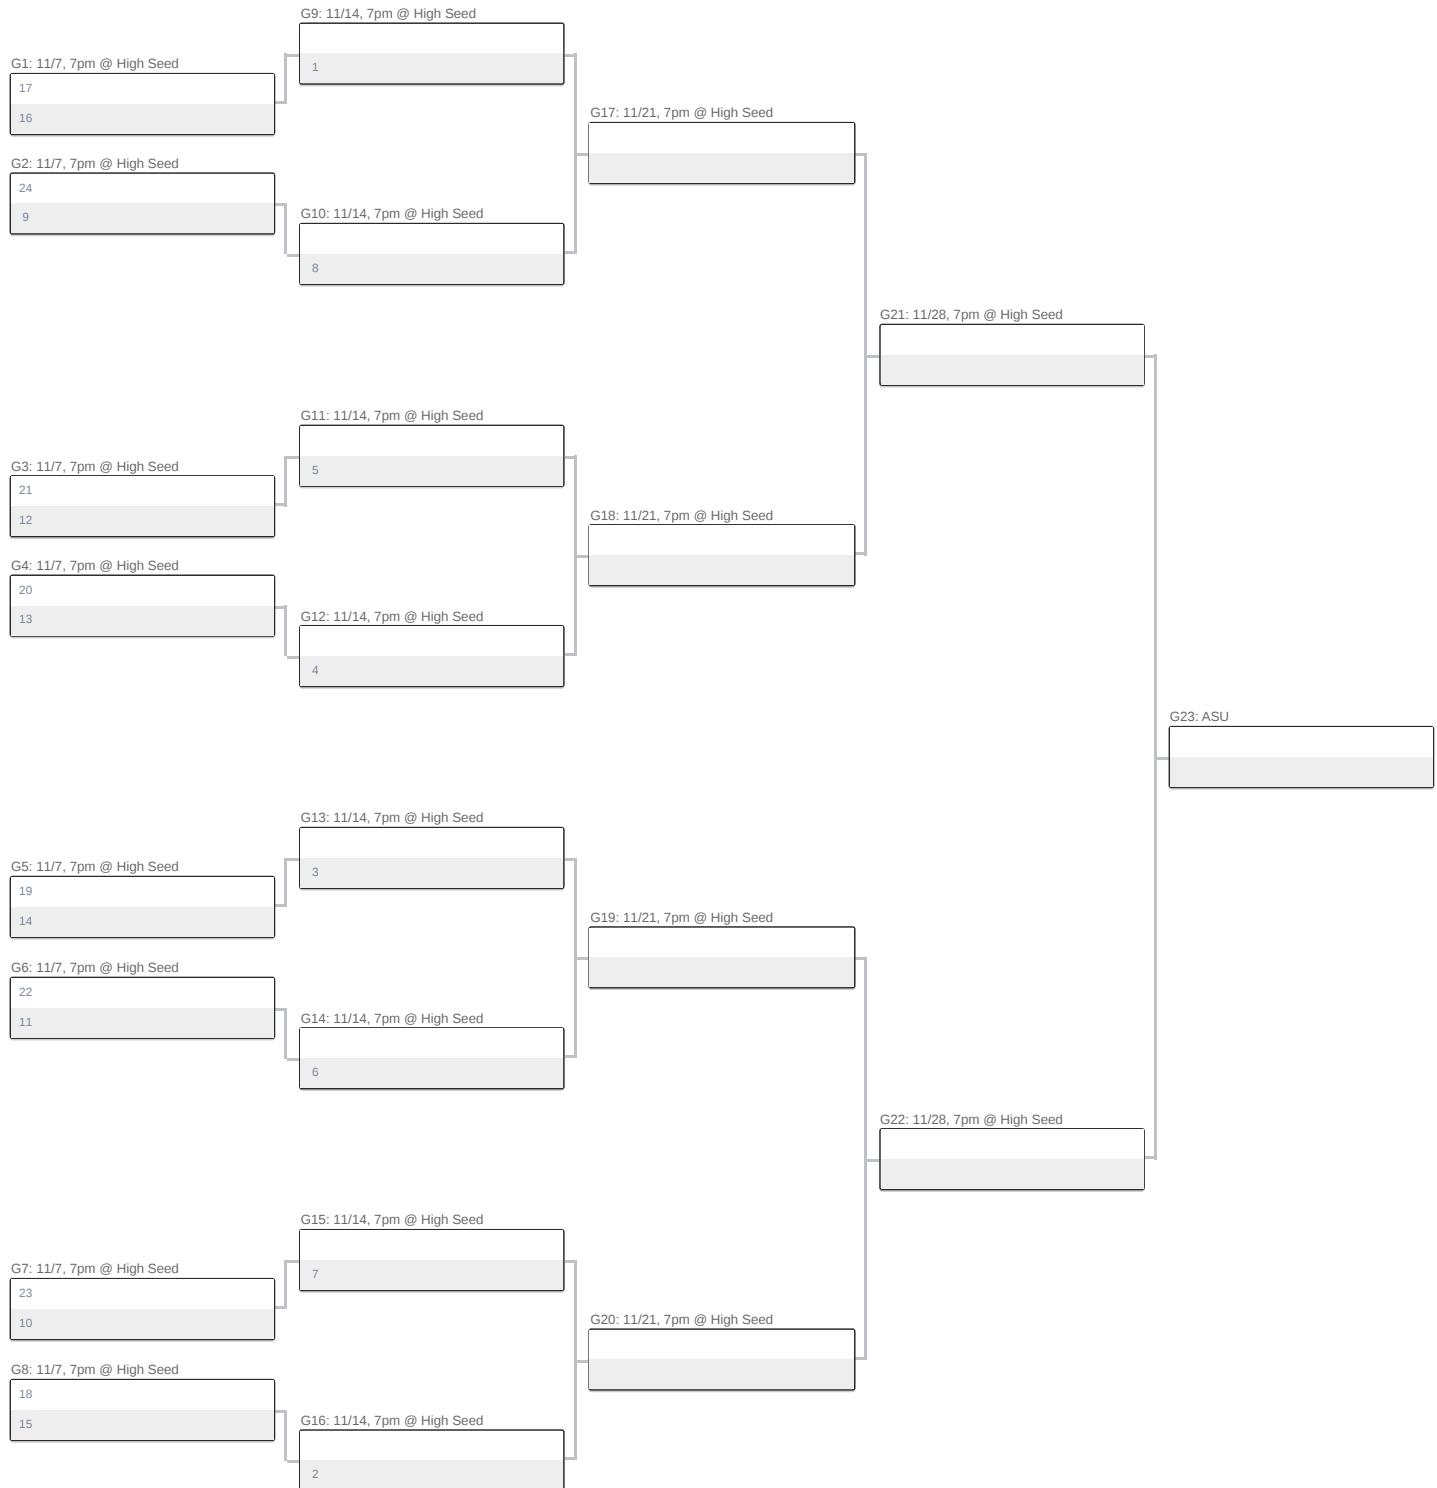 G1: 11/7, 7pm @ High Seed
17
16
G2: 11/7, 7pm @ High Seed
24
9
G3: 11/7, 7pm @ High Seed
21
12
G4: 11/7, 7pm @ High Seed
20
13
G5: 11/7, 7pm @ High Seed
19
14
G6: 11/7, 7pm @ High Seed
22
11
G7: 11/7, 7pm @ High Seed
23
10
G8: 11/7, 7pm @ High Seed
18
15
G9: 11/14, 7pm @ High Seed
1
G10: 11/14, 7pm @ High Seed
8
G11: 11/14, 7pm @ High Seed
5
G12: 11/14, 7pm @ High Seed
4
G13: 11/14, 7pm @ High Seed
3
G14: 11/14, 7pm @ High Seed
6
G15: 11/14, 7pm @ High Seed
7
G16: 11/14, 7pm @ High Seed
2
G17: 11/21, 7pm @ High Seed
G18: 11/21, 7pm @ High Seed
G19: 11/21, 7pm @ High Seed
G20: 11/21, 7pm @ High Seed
G21: 11/28, 7pm @ High Seed
G22: 11/28, 7pm @ High Seed
G23: ASU